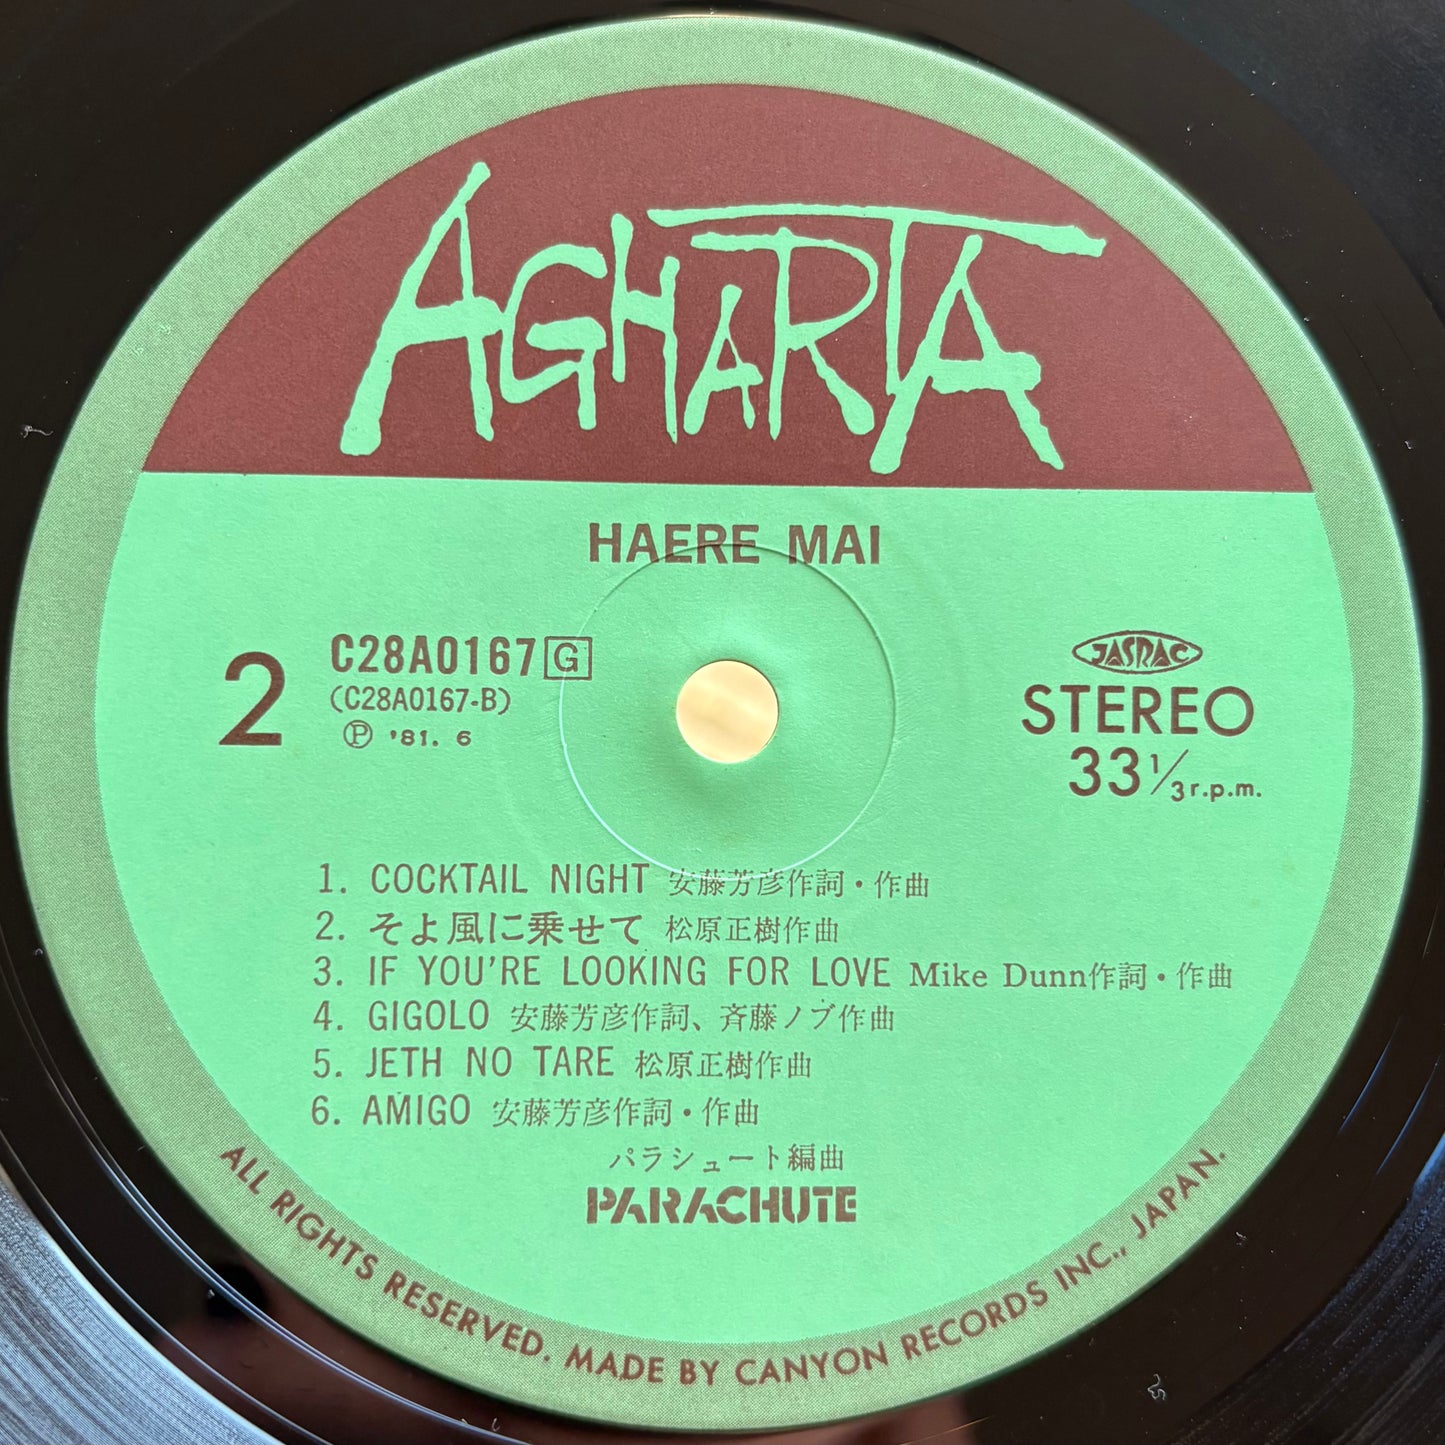 AGHARTA
HAERE MAI
2
C28A0167 G
(C28A0167-B)
Ⓟ '81. 6
JASRAC
STEREO
33 1/3 r.p.m.
1. COCKTAIL NIGHT 安藤芳彦作詞・作曲
2. そよ風に乗せて 松原正樹作曲
3. IF YOU'RE LOOKING FOR LOVE Mike Dunn作詞・作曲
4. GIGOLO 安藤芳彦作詞、斉藤ノブ作曲
5. JETH NO TARE 松原正樹作曲
6. AMIGO 安藤芳彦作詞・作曲
パラシュート編曲
PARACHUTE
ALL RIGHTS RESERVED. MADE BY CANYON RECORDS INC., JAPAN.